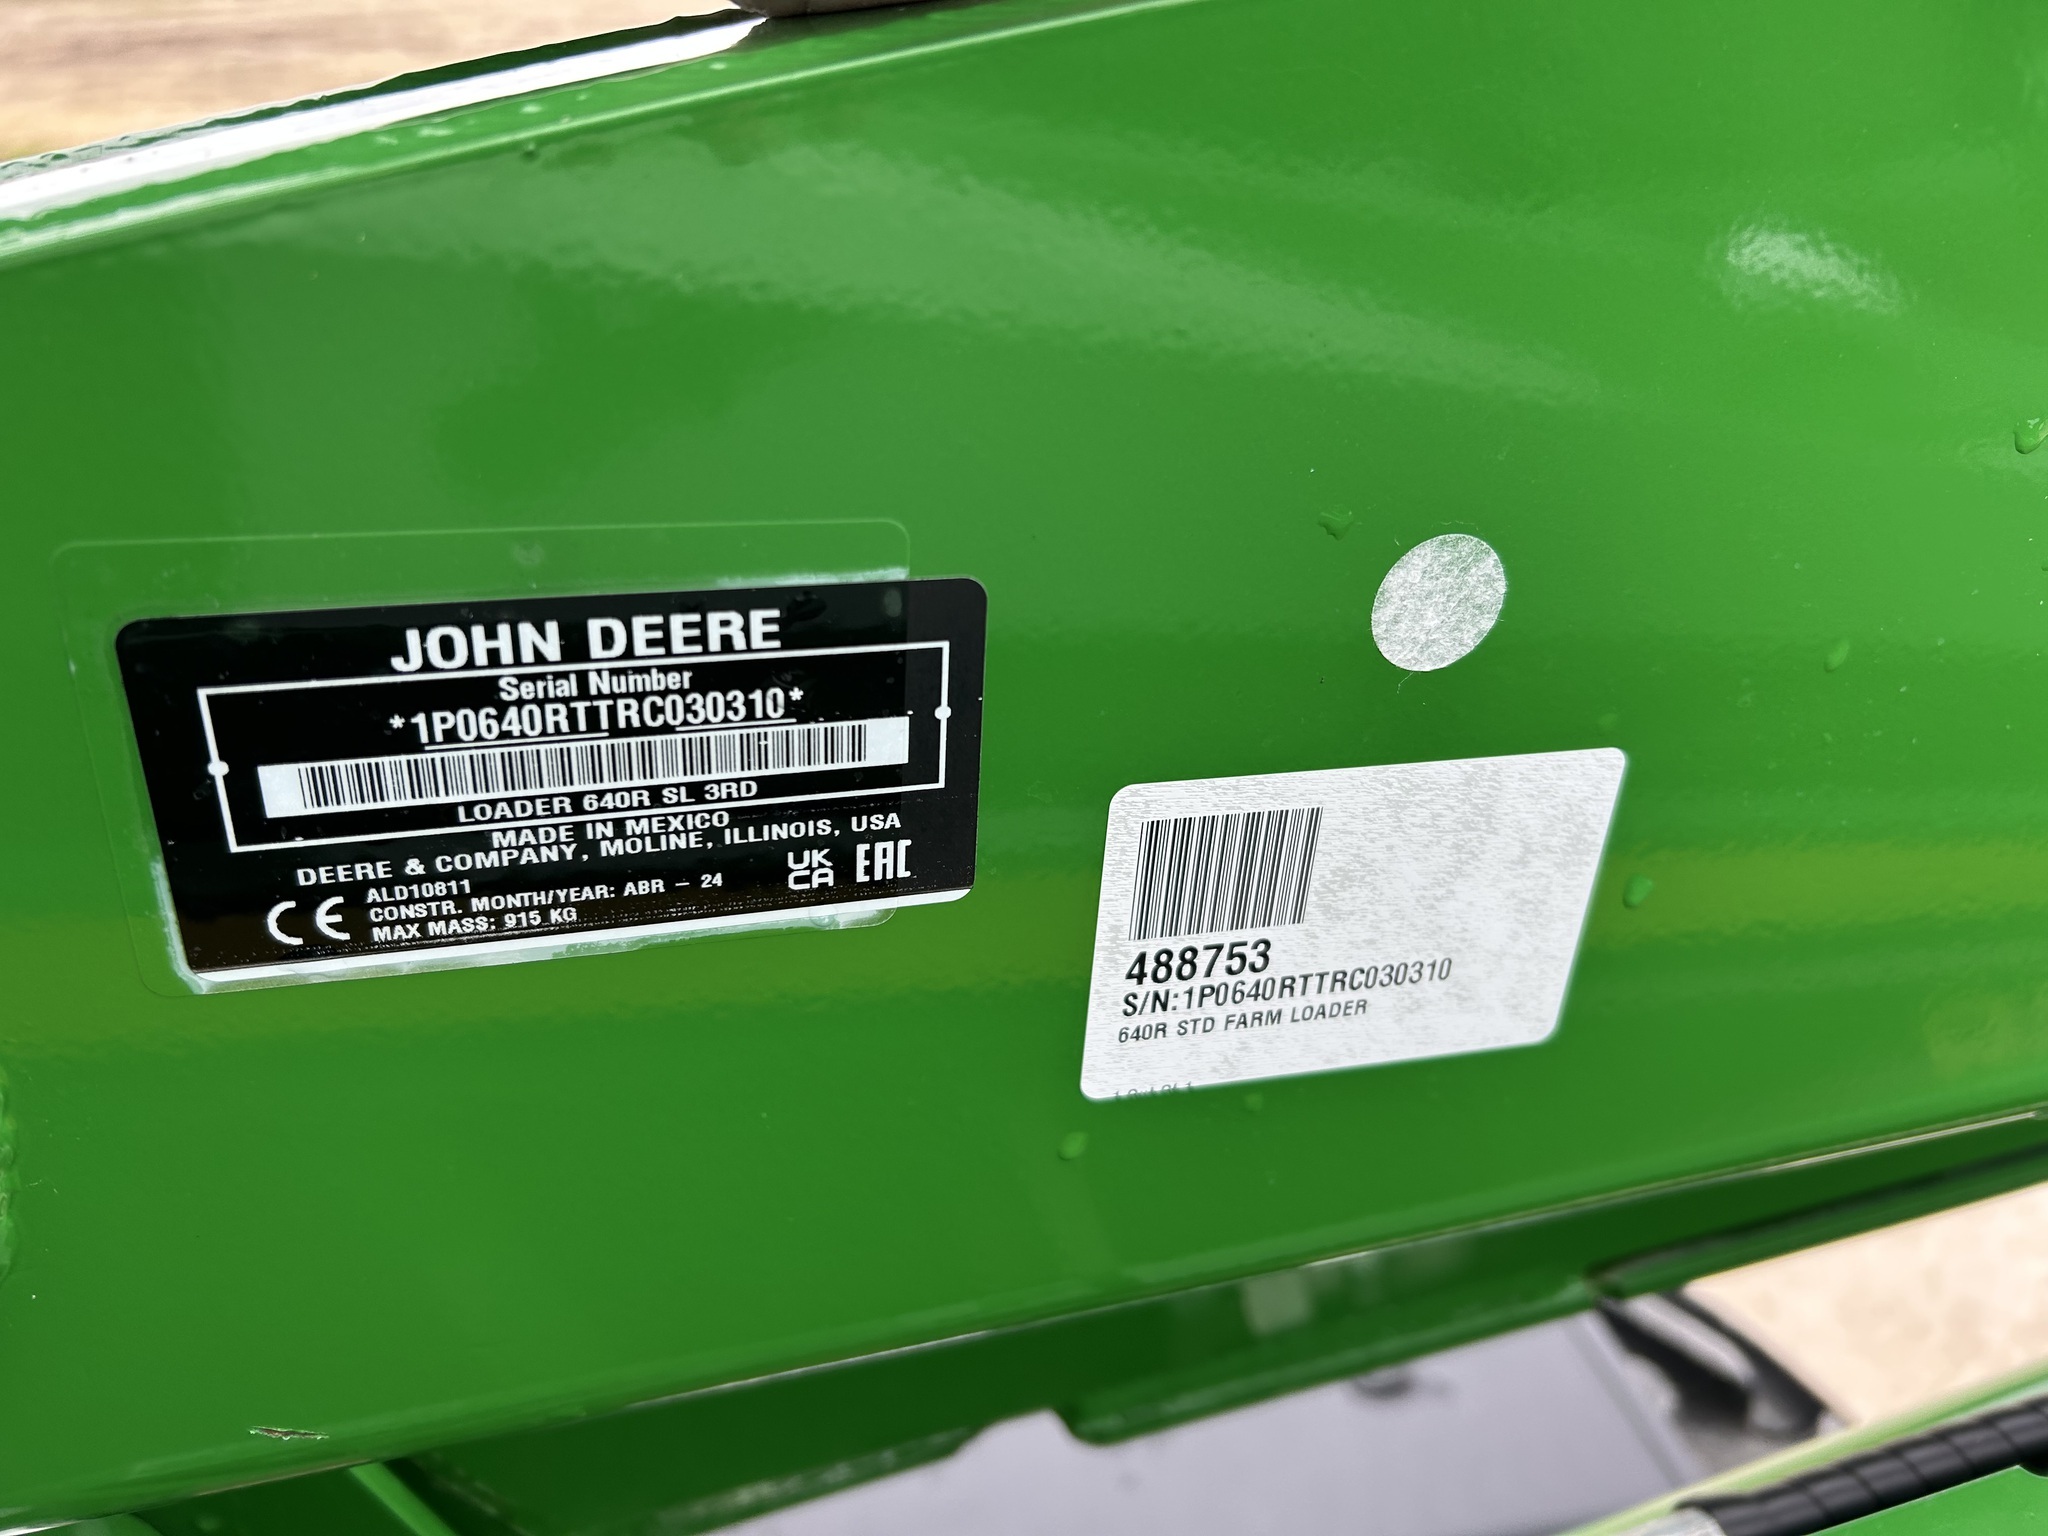 JOHN DEERE
Serial Number
*1P0640RTTRC030310*
LOADER 640R SL 3RD
MADE IN MEXICO
DEERE & COMPANY, MOLINE, ILLINOIS, USA
ALD10811
CONSTR. MONTH/YEAR: ABR - 24
MAX MASS: 915 KG
CE
UK
CA
EAC
488753
S/N:1P0640RTTRC030310
640R STD FARM LOADER